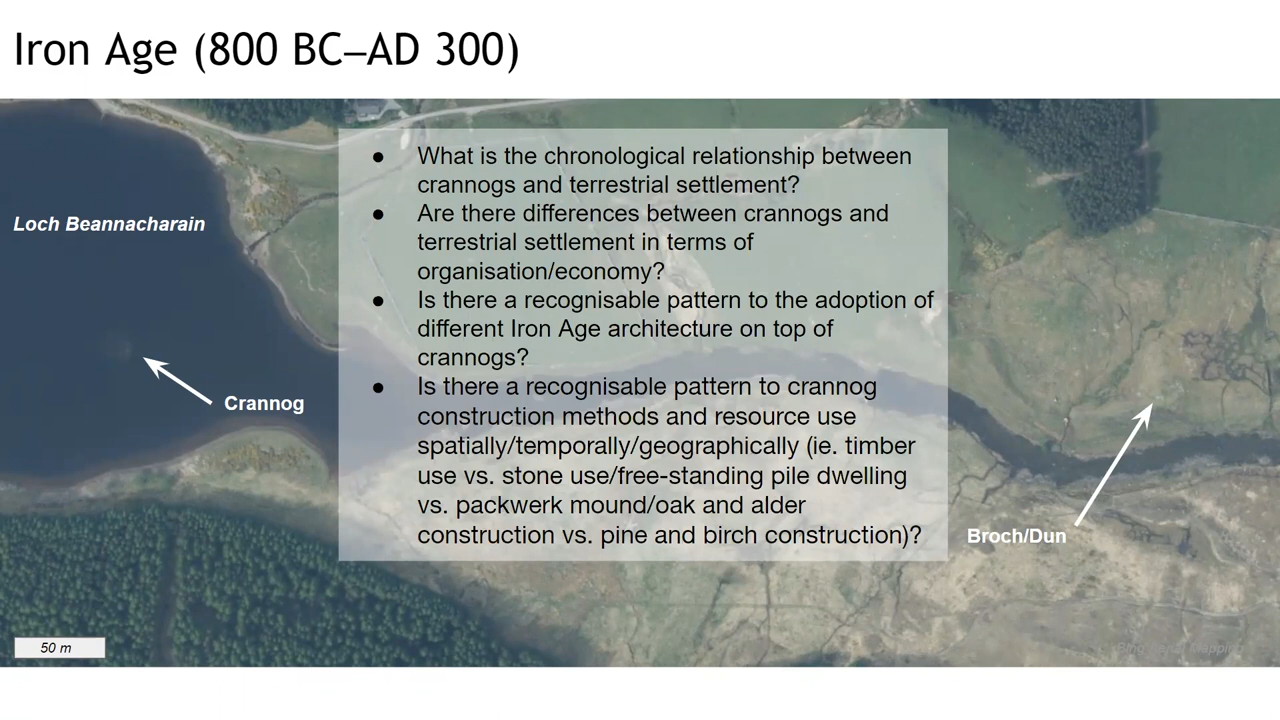 Iron Age (800 BC–AD 300)
● What is the chronological relationship between
crannogs and terrestrial settlement?
● Are there differences between crannogs and
terrestrial settlement in terms of
organisation/economy?
● Is there a recognisable pattern to the adoption of
different Iron Age architecture on top of
crannogs?
● Is there a recognisable pattern to crannog
construction methods and resource use
spatially/temporally/geographically (ie. timber
use vs. stone use/free-standing pile dwelling
vs. packwerk mound/oak and alder
construction vs. pine and birch construction)?
Loch Beannacharain
Crannog
Broch/Dun
50 m
Bing Aerial Mapping